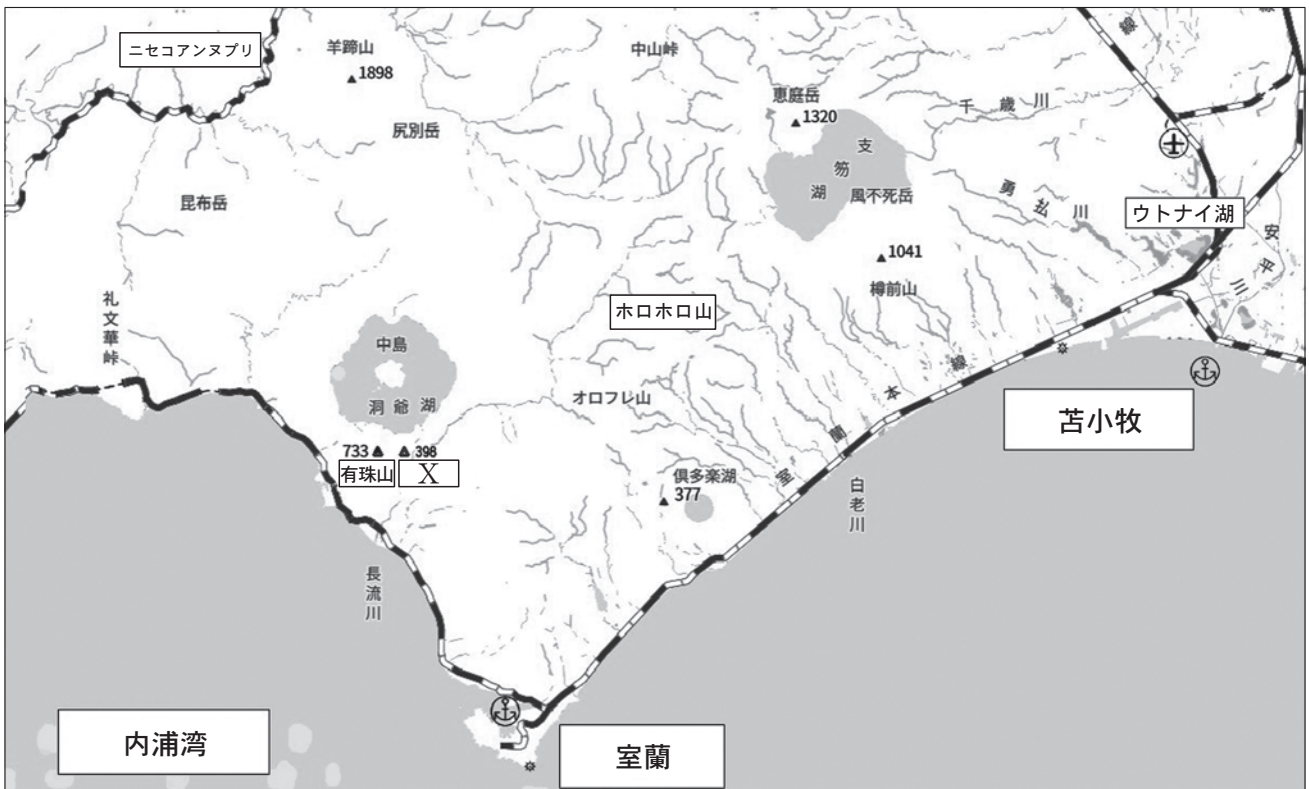 ニセコアンヌプリ
羊蹄山
1898
中山峠
恵庭岳
1320
千歳川
線
線
尻別岳
支笏湖
風不死岳
勇払川
ウトナイ湖
安平川
昆布岳
1041
樽前山
礼文華峠
ホロホロ山
中島
洞爺湖
オロフレ山
室蘭本線
苫小牧
733
398
有珠山
X
倶多楽湖
377
白老川
長流川
内浦湾
室蘭